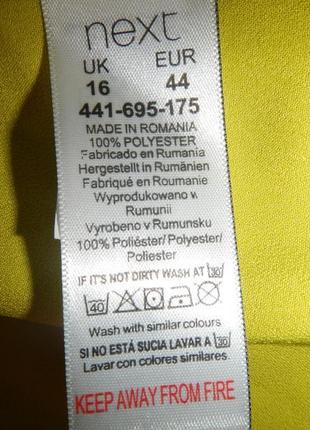 next
UK EUR
16 44
441-695-175
MADE IN ROMANIA
100% POLYESTER
Fabricado en Rumania
Hergestellt in Rumänien
Fabriqué en Roumanie
Wyprodukowano v
Rumunii
Vyrobeno v Rumunsku
100% Poliéster/Polyester/
Poliester
IF IT'S NOT DIRTY WASH AT 30
40
30
Wash with similar colours
SI NO ESTÁ SUCIA LAVAR A 30
Lavar con colores similares.
KEEP AWAY FROM FIRE